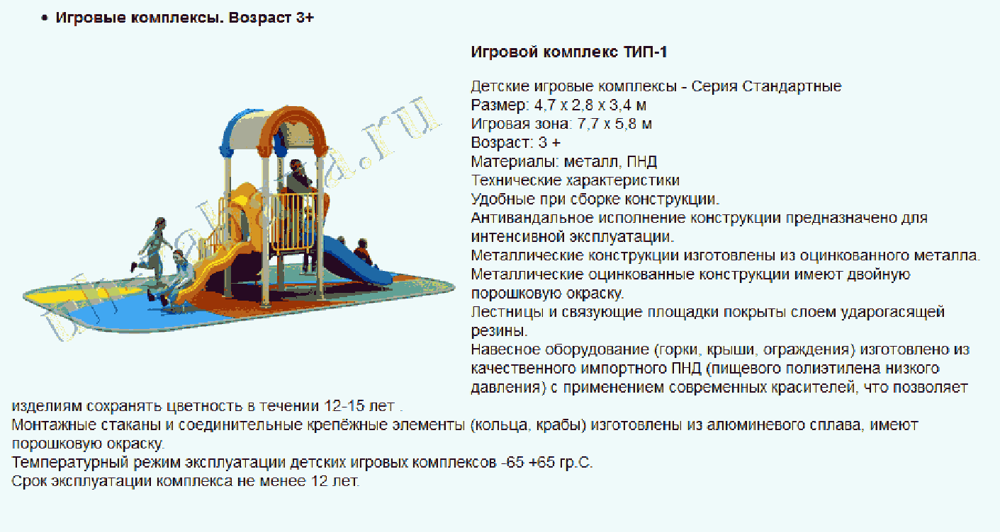 • Игровые комплексы. Возраст 3+
Игровой комплекс ТИП-1
Детские игровые комплексы - Серия Стандартные
Размер: 4,7 х 2,8 х 3,4 м
Игровая зона: 7,7 х 5,8 м
Возраст: 3 +
Материалы: металл, ПНД
Технические характеристики
Удобные при сборке конструкции.
Антивандальное исполнение конструкции предназначено для
интенсивной эксплуатации.
Металлические конструкции изготовлены из оцинкованного металла.
Металлические оцинкованные конструкции имеют двойную
порошковую окраску.
Лестницы и связующие площадки покрыты слоем ударогасящей
резины.
Навесное оборудование (горки, крыши, ограждения) изготовлено из
качественного импортного ПНД (пищевого полиэтилена низкого
давления) с применением современных красителей, что позволяет
изделиям сохранять цветность в течении 12-15 лет .
Монтажные стаканы и соединительные крепёжные элементы (кольца, крабы) изготовлены из алюминевого сплава, имеют
порошковую окраску.
Температурный режим эксплуатации детских игровых комплексов -65 +65 гр.С.
Срок эксплуатации комплекса не менее 12 лет.